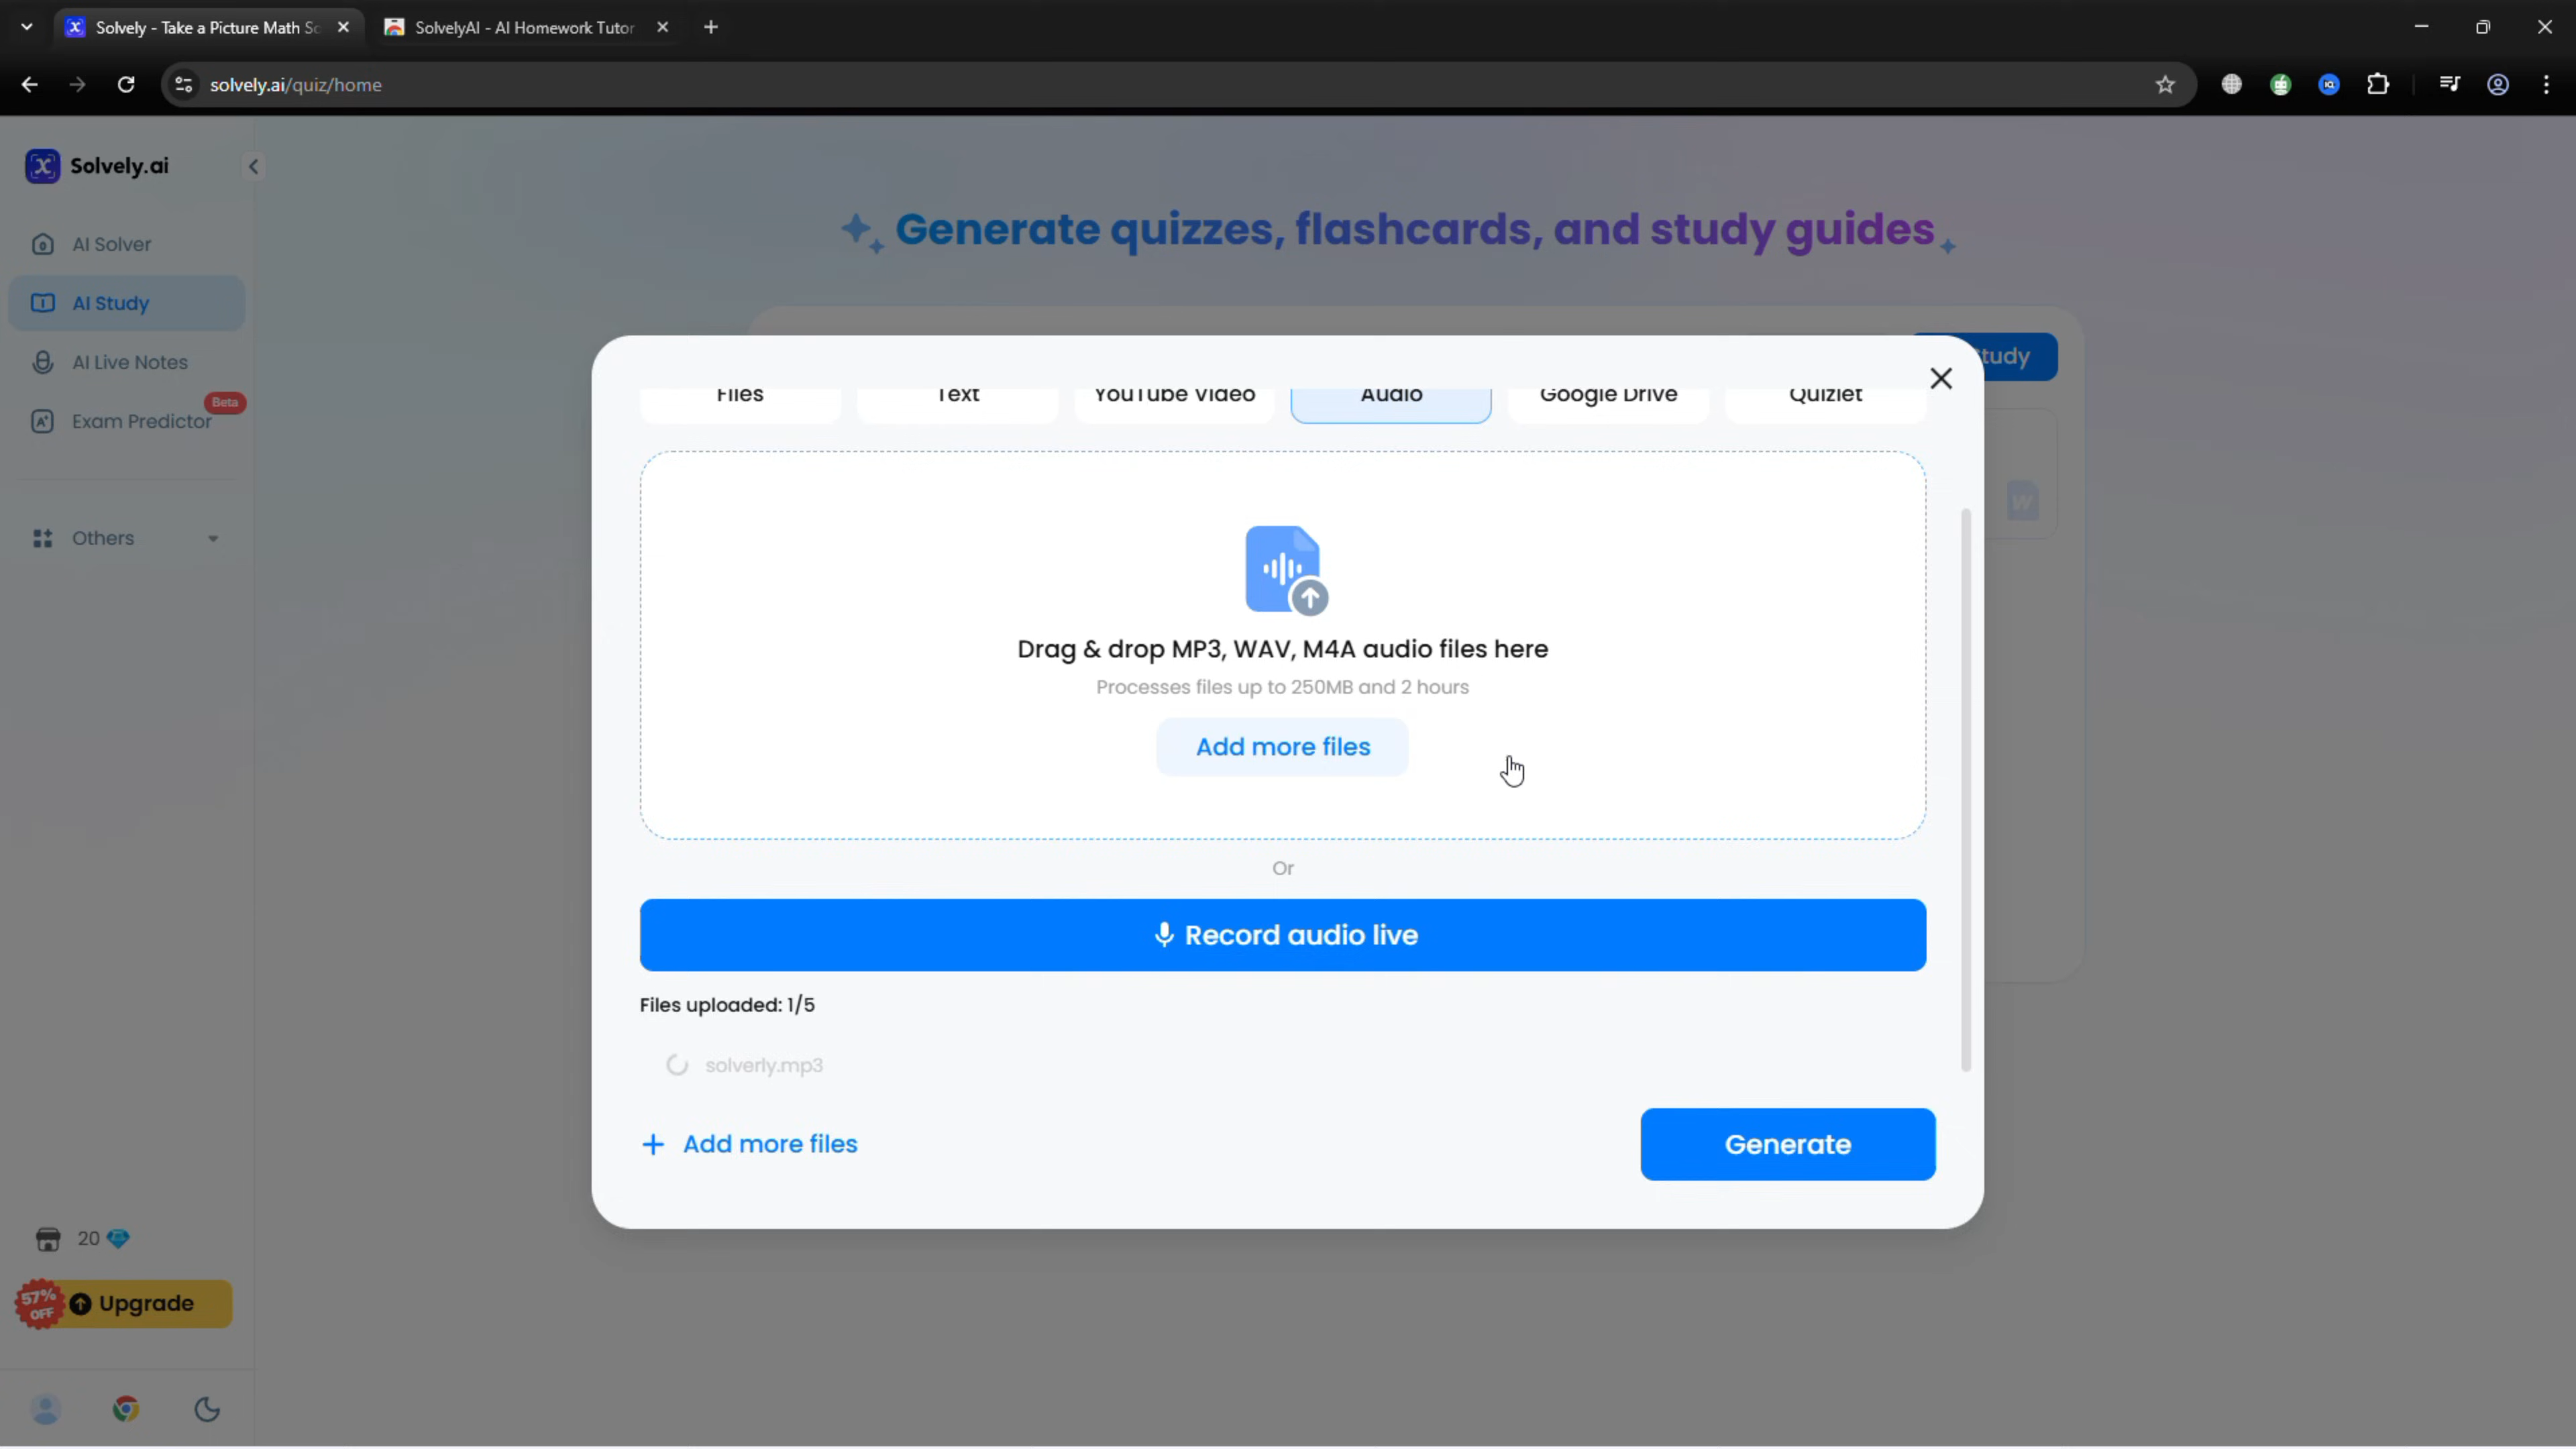 Solvely - Take a Picture Math So
SolvelyAI - AI Homework Tutor
solvely.ai/quiz/home
Solvely.ai
AI Solver
AI Study
AI Live Notes
Beta
Exam Predictor
Others
20
57% OFF
Upgrade
Generate quizzes, flashcards, and study guides
Study
Files
Text
YouTube Video
Audio
Google Drive
Quizlet
W
Drag & drop MP3, WAV, M4A audio files here
Processes files up to 250MB and 2 hours
Add more files
Or
Record audio live
Files uploaded: 1/5
solverly.mp3
+ Add more files
Generate